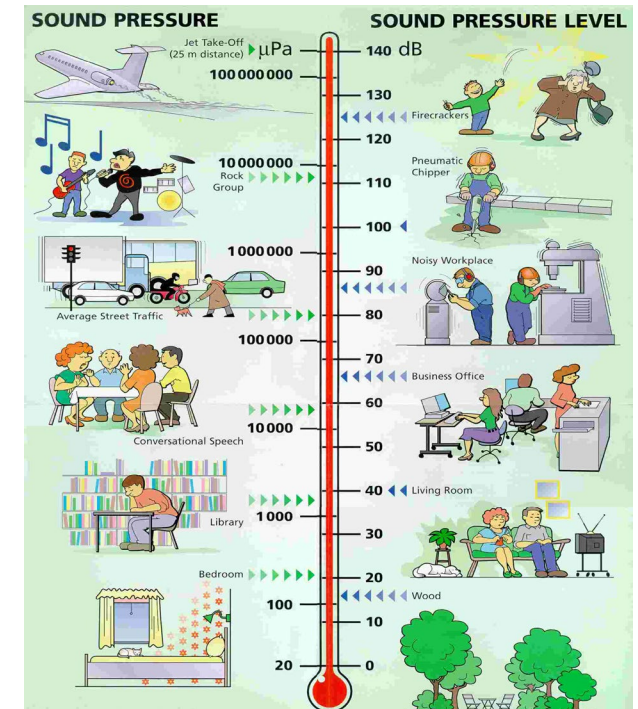 SOUND PRESSURE
SOUND PRESSURE LEVEL
Jet Take-Off
(25 m distance)
μPa
140 dB
100 000 000
130
Firecrackers
120
10 000 000
Pneumatic
Chipper
Rock
Group
110
100
1 000 000
Noisy Workplace
90
Average Street Traffic
80
100 000
70
Business Office
60
10 000
Conversational Speech
50
40
Living Room
1 000
Library
30
Bedroom
20
100
Wood
10
20
0